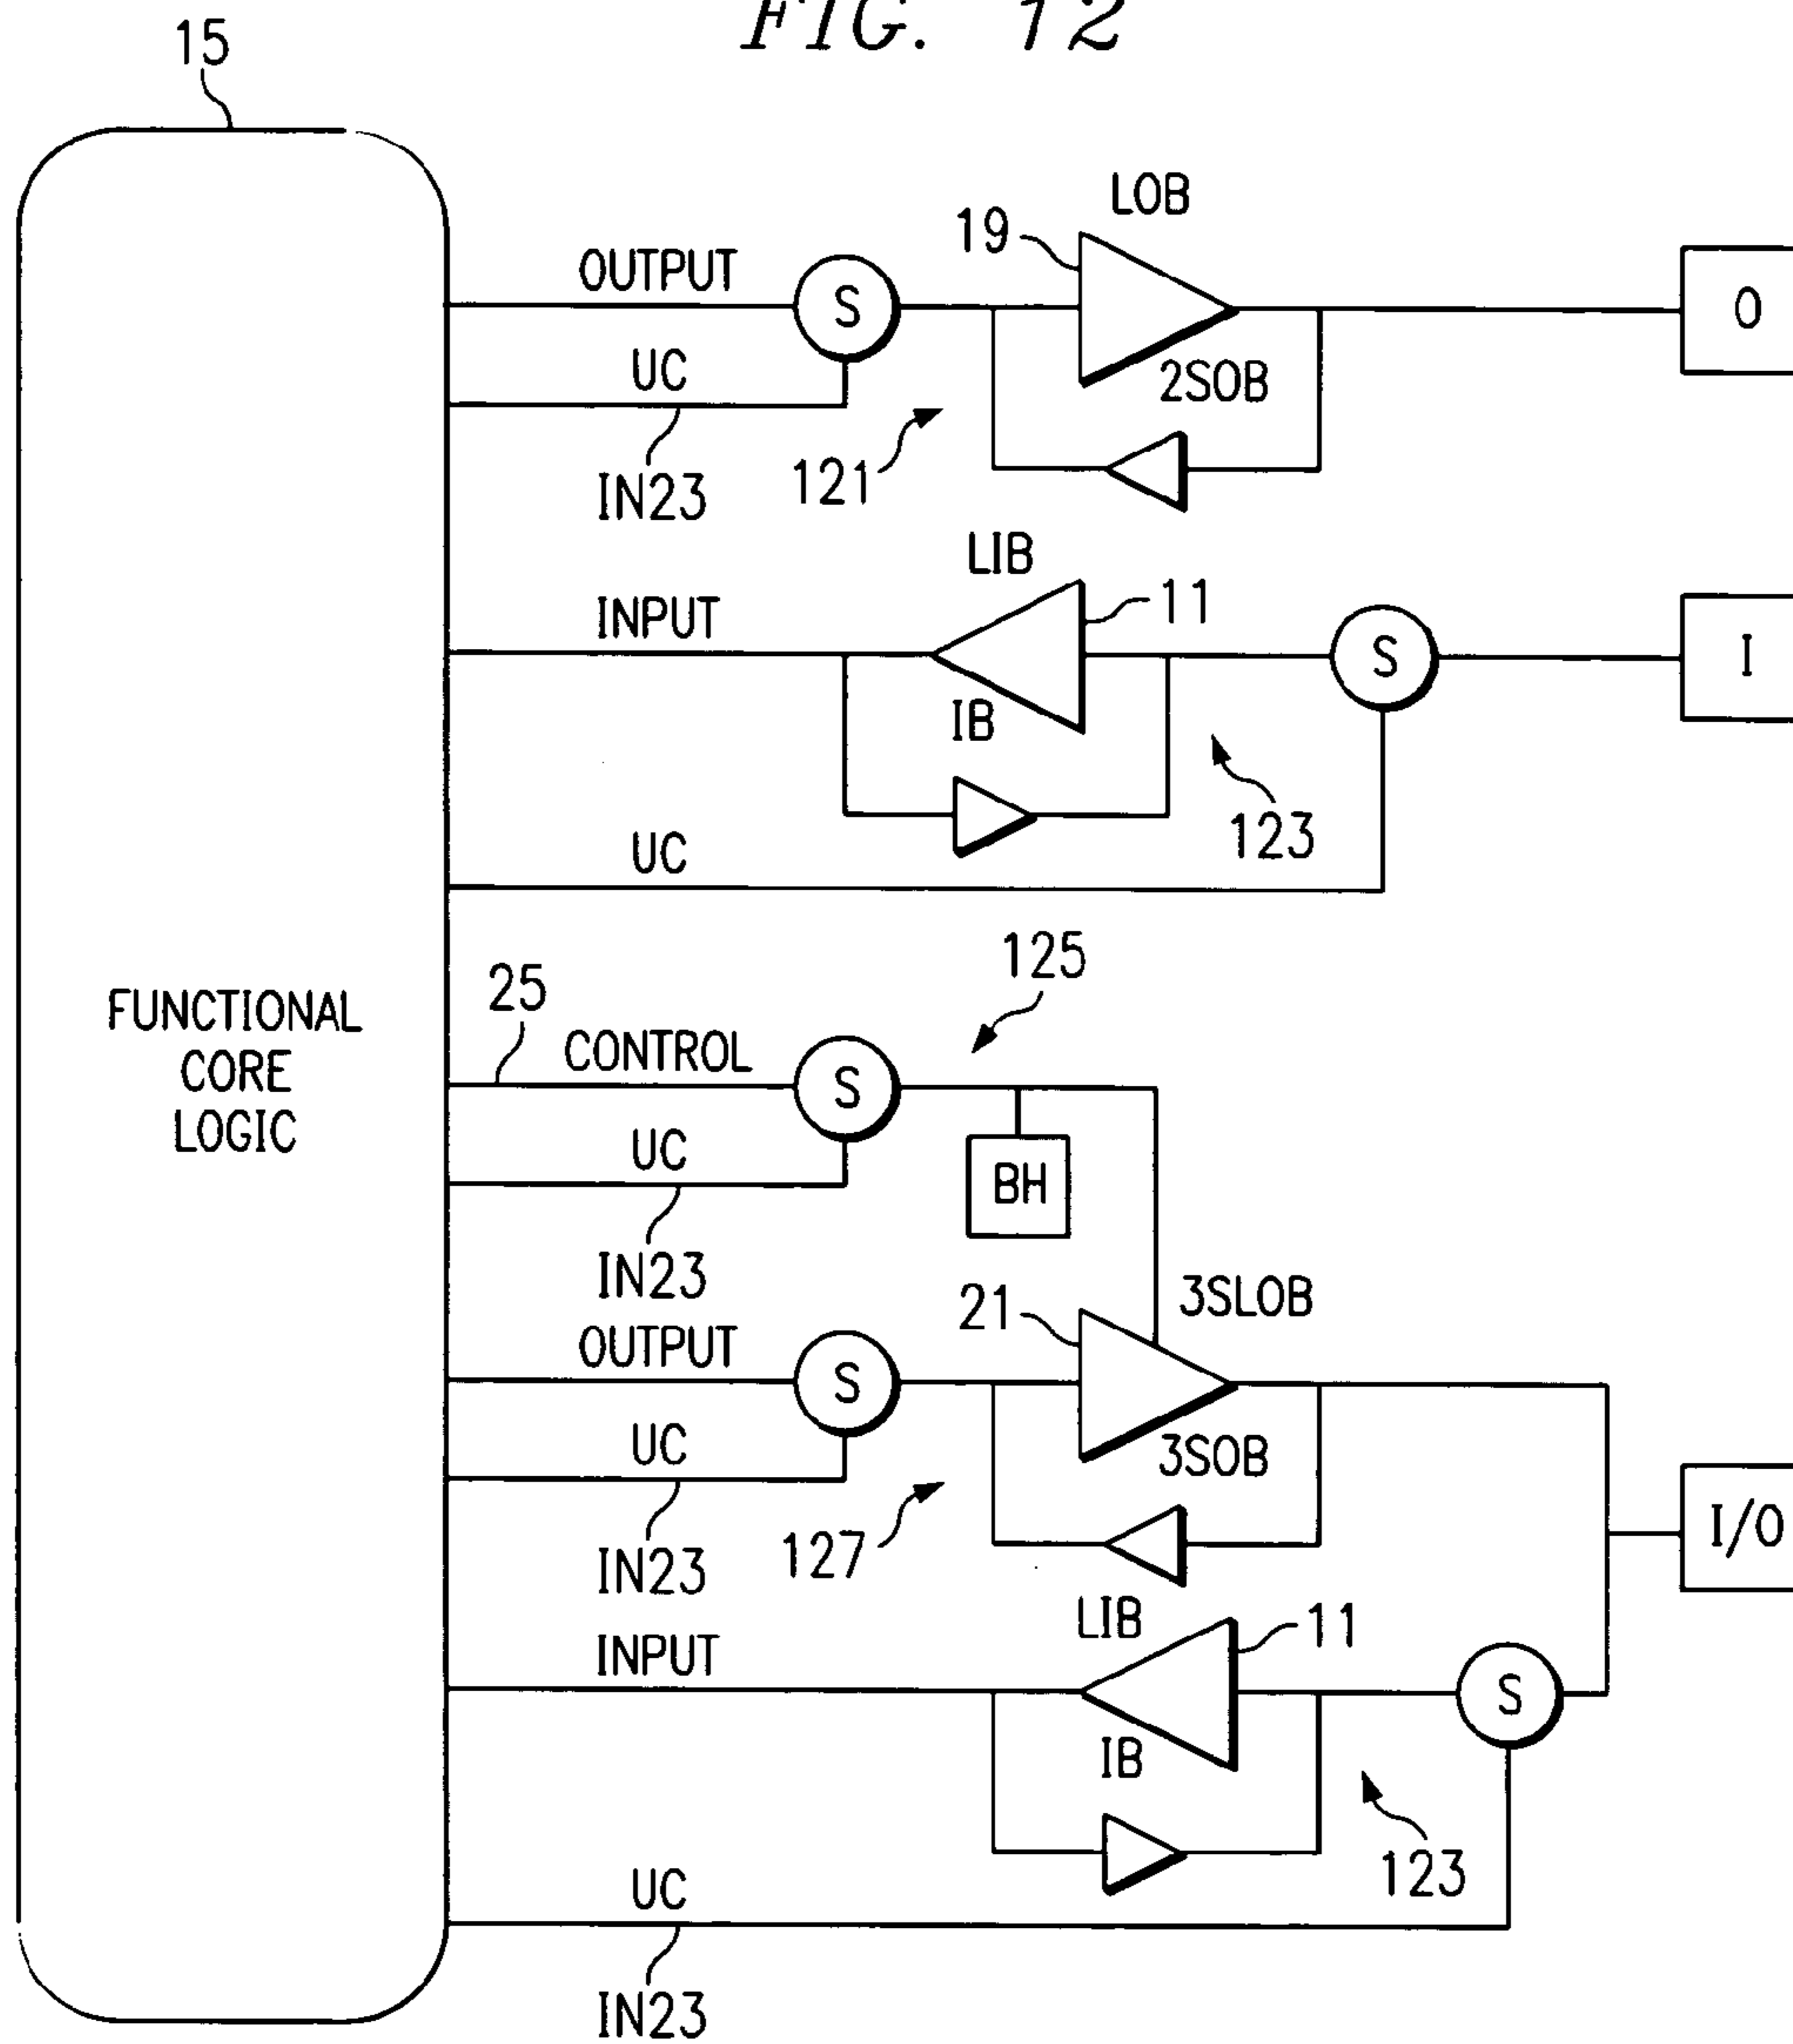 FIG. 12
15
LOB
19
OUTPUT
S
O
UC
2SOB
IN23
121
LIB
INPUT
11
S
I
IB
UC
123
125
25
CONTROL
S
FUNCTIONAL
CORE
LOGIC
UC
BH
IN23
3SLOB
21
OUTPUT
S
UC
3SOB
I/O
IN23
127
LIB
11
INPUT
S
IB
UC
123
IN23